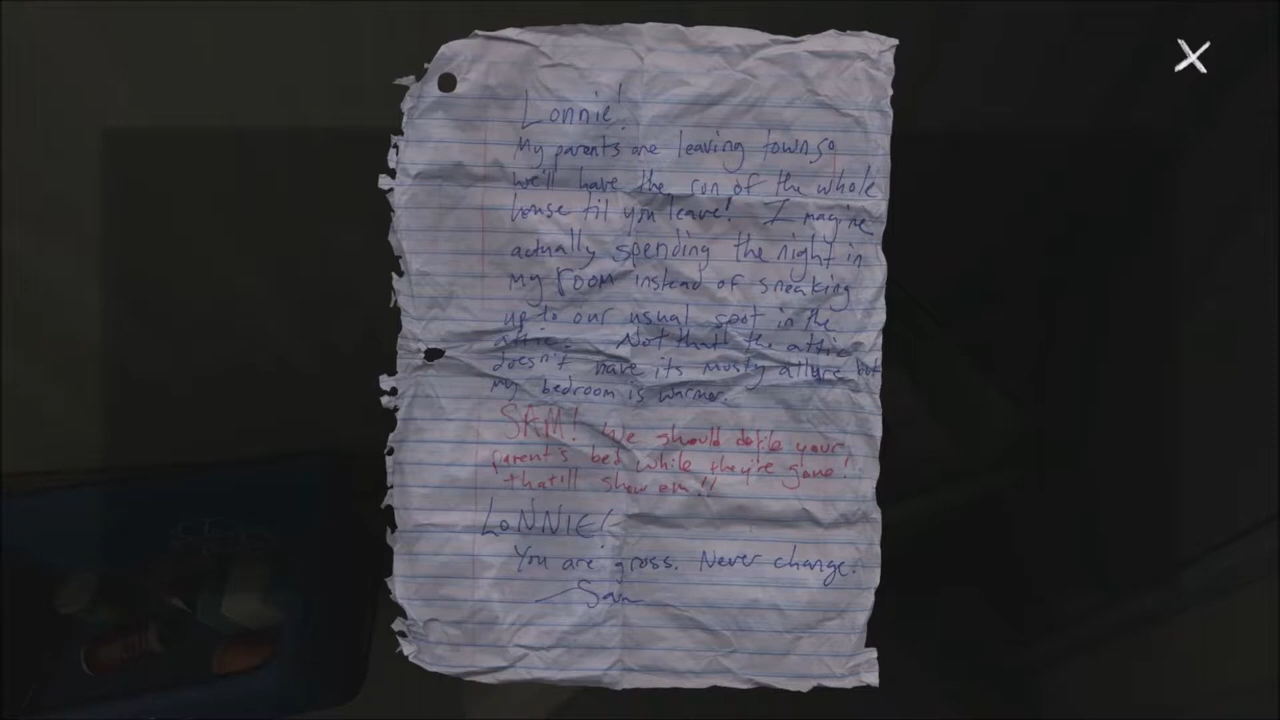 Lonnie!
My parents are leaving town so
we'll have the run of the whole
house til you leave! Imagine
actually spending the night in
my room instead of sneaking
up to our usual spot in the
attic. Not that the attic
doesn't have its musty allure but
my bedroom is warmer.
SAM! We should defile your
parent's bed while they're gone!
that'll show em!!
LONNIE!
You are gross. Never change.
—Sam